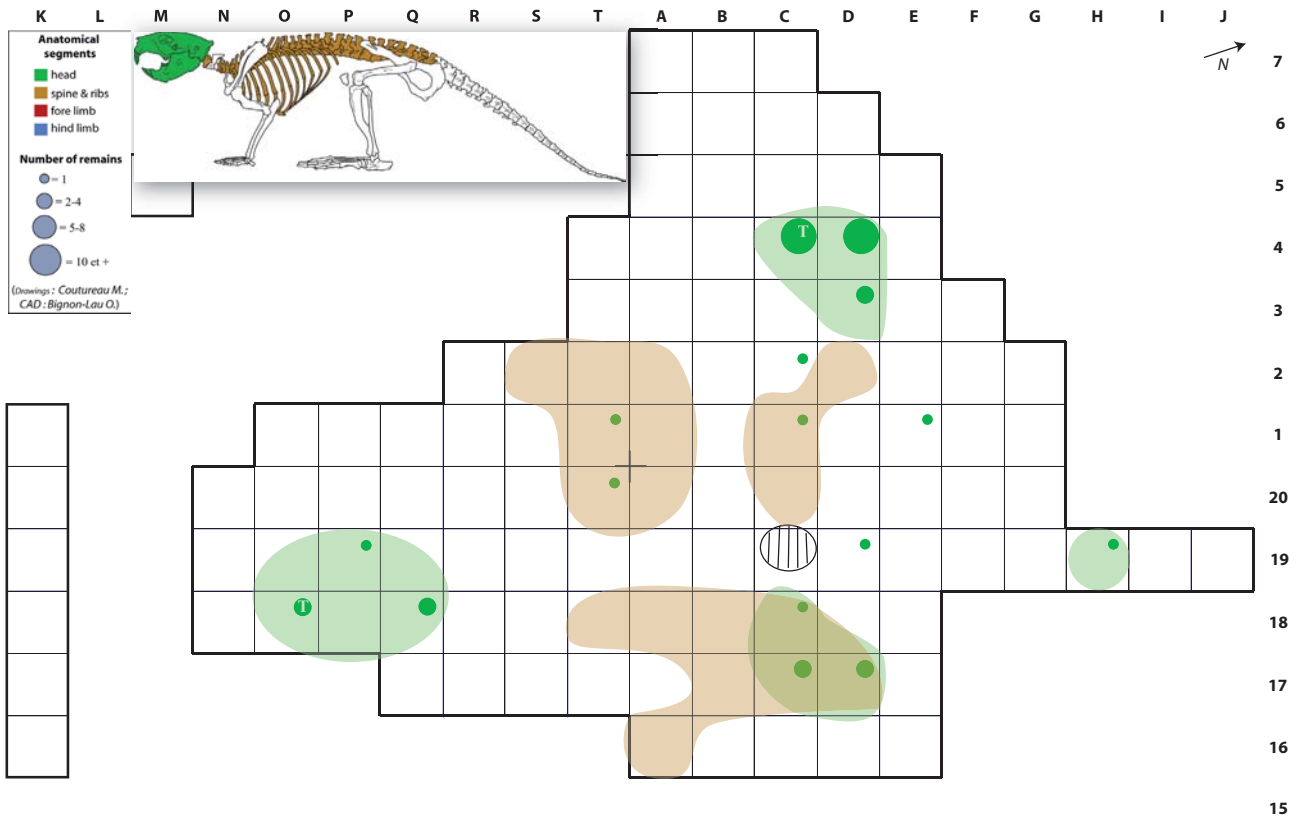 K L M N O P Q R S T A B C D E F G H I J
Anatomical
segments
head
spine & ribs
fore limb
hind limb
Number of remains
= 1
= 2-4
= 5-8
= 10 et +
(Drawings : Coutureau M.;
CAD : Bignon-Lau O.)
N
7
6
5
T
4
3
2
1
20
19
T
18
17
16
15